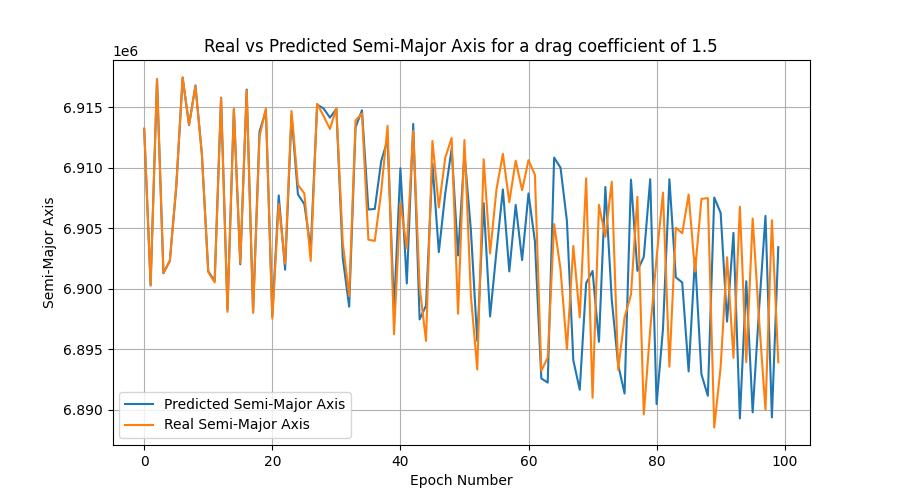 Real vs Predicted Semi-Major Axis for a drag coefficient of 1.5
1e6
6.915
6.910
6.905
6.900
6.895
6.890
Semi-Major Axis
Predicted Semi-Major Axis
Real Semi-Major Axis
0 20 40 60 80 100
Epoch Number